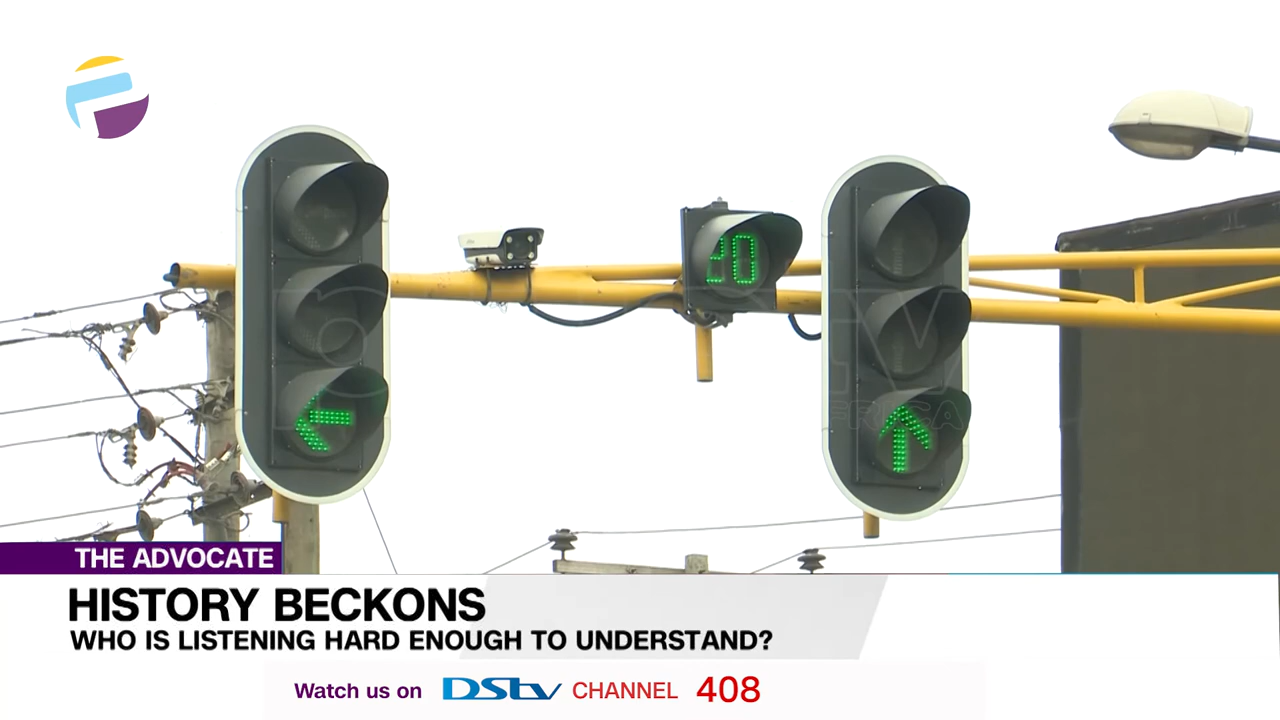 20
THE ADVOCATE
HISTORY BECKONS
WHO IS LISTENING HARD ENOUGH TO UNDERSTAND?
Watch us on DStv CHANNEL 408